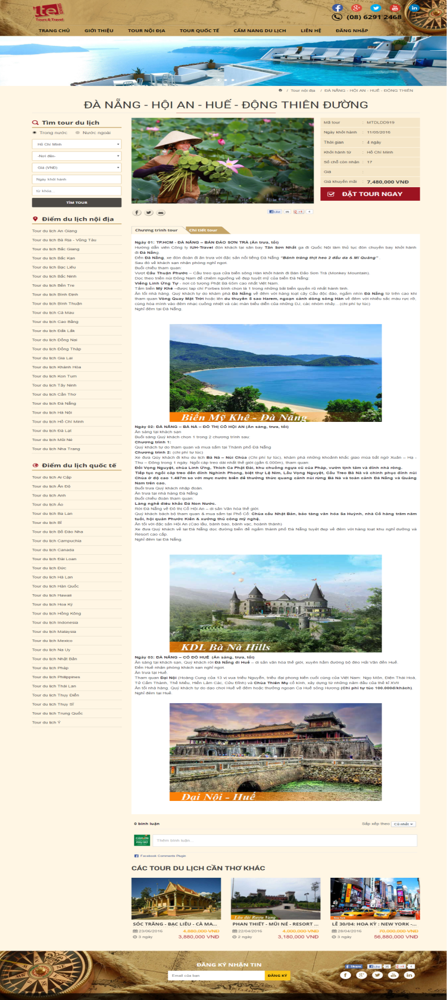 ite TRAVEL
Tours & Travel
(08) 6291 2468
TRANG CHỦ GIỚI THIỆU TOUR NỘI ĐỊA TOUR QUỐC TẾ CẨM NANG DU LỊCH LIÊN HỆ ĐĂNG NHẬP
/ Tour nội địa / ĐÀ NẴNG - HỘI AN - HUẾ - ĐỘNG THIÊN
ĐÀ NẴNG - HỘI AN - HUẾ - ĐỘNG THIÊN ĐƯỜNG
Tìm tour du lịch
Trong nước Nước ngoài
Hồ Chí Minh
-Nơi đến-
Giá (VNĐ)
Ngày khởi hành
từ khóa...
TÌM TOUR
Mã tour : MTDLDD919
Ngày khởi hành : 11/05/2016
Thời gian : 4 ngày
Khởi hành từ : Hồ Chí Minh
Số chỗ còn nhận : 17
Giá :
Giá khuyến mãi : 7,480,000 VNĐ
ĐẶT TOUR NGAY
Like 35 +1 4
Điểm du lịch nội địa
Tour du lịch An Giang
Tour du lịch Bà Rịa - Vũng Tàu
Tour du lịch Bắc Giang
Tour du lịch Bắc Kạn
Tour du lịch Bạc Liêu
Tour du lịch Bắc Ninh
Tour du lịch Bến Tre
Tour du lịch Bình Định
Tour du lịch Bình Thuận
Tour du lịch Cà Mau
Tour du lịch Cao Bằng
Tour du lịch Đắk Lắk
Tour du lịch Đồng Nai
Tour du lịch Đồng Tháp
Tour du lịch Gia Lai
Tour du lịch Khánh Hòa
Tour du lịch Kon Tum
Tour du lịch Tây Ninh
Tour du lịch Cần Thơ
Tour du lịch Đà Nẵng
Tour du lịch Hà Nội
Tour du lịch Hồ Chí Minh
Tour du lịch Đà Lạt
Tour du lịch Mũi Né
Tour du lịch Nha Trang
Điểm du lịch quốc tế
Tour du lịch Ai Cập
Tour du lịch Ấn Độ
Tour du lịch Anh
Tour du lịch Áo
Tour du lịch Ba Lan
Tour du lịch Bỉ
Tour du lịch Bồ Đào Nha
Tour du lịch Campuchia
Tour du lịch Canada
Tour du lịch Đài Loan
Tour du lịch Đức
Tour du lịch Hà Lan
Tour du lịch Hàn Quốc
Tour du lịch Hawaii
Tour du lịch Hoa Kỳ
Tour du lịch Hồng Kông
Tour du lịch Indonesia
Tour du lịch Malaysia
Tour du lịch Mexico
Tour du lịch Na Uy
Tour du lịch Nhật Bản
Tour du lịch Pháp
Tour du lịch Philippines
Tour du lịch Thái Lan
Tour du lịch Thụy Điển
Tour du lịch Thụy Sĩ
Tour du lịch Trung Quốc
Tour du lịch Ý
Chương trình tour Chi tiết tour
Ngày 01: TP.HCM - ĐÀ NẴNG – BÁN ĐẢO SƠN TRÀ (Ăn trưa, tối)
Hướng dẫn viên Công ty IUH-Travel đón khách tại sân bay Tân Sơn Nhất ga đi Quốc Nội làm thủ tục đón chuyến bay khởi hành
đi Đà Nẵng.
Đến Đà Nẵng, xe đón đoàn đi ăn trưa với đặc sản nổi tiếng Đà Nẵng "Bánh tráng thịt heo 2 đầu da & Mì Quảng"
Sau đó về khách sạn nhận phòng nghỉ ngơi.
Buổi chiều tham quan:
Vượt Cầu Thuận Phước – Cầu treo qua cửa biển sông Hàn khởi hành đi Bán Đảo Sơn Trà (Monkey Mountain).
Dọc theo triền núi Đông Nam để chiêm ngưỡng vẻ đẹp tuyệt mỹ của biển Đà Nẵng:
Viếng Linh Ứng Tự - nơi có tượng Phật Bà 65m cao nhất Việt Nam.
Tắm biển Mỹ Khê –được tạp chí Forbes bình chọn là 1 trong những bãi biển quyến rũ nhất hành tinh.
Ăn tối nhà hàng. Quý khách tự do khám phá Đà Nẵng về đêm với hàng loạt cây Cầu độc đáo, ngắm nhìn Đà Nẵng từ trên cao khi
tham quan Vòng Quay Mặt Trời hoặc lên du thuyền 5 sao Harem, ngoạn cảnh dòng sông Hàn về đêm với nhiều sắc màu rực rỡ,
cùng hòa mình vào đêm nhạc cuồng nhiệt và các màn biểu diễn của những DJ, các nhóm nhảy…(chi phí tự túc)
Nghỉ đêm tại Đà Nẵng.
Biển Mỹ Khê - Đà Nẵng
Ngày 02: ĐÀ NẴNG – BÀ NÀ – ĐÔ THỊ CỔ HỘI AN (Ăn sáng, trưa, tối)
Ăn sáng tại khách sạn
Buổi sáng Quý khách chọn 1 trong 2 chương trình sau:
Chương trình 1:
Quý khách tự do tham quan và mua sắm tại Thành phố Đà Nẵng
Chương trình 2: (chi phí tự túc)
Xe đưa Qúy khách đi khu du lịch Bà Nà – Núi Chúa (Chi phí tự túc), khám phá những khoảnh khắc giao mùa bất ngờ Xuân – Hạ -
Thu – Đông trong 1 ngày. Ngồi cáp treo dài nhất thế giới (gần 6.000m), tham quan:
Đồi Vọng Nguyệt, chùa Linh Ứng, Thích Ca Phật Đài, khu chuồng ngựa cũ của Pháp, vườn tịnh tâm và đỉnh nhà rông.
Tiếp tục ngồi cáp treo đến đỉnh Nghinh Phong, biệt thự Lệ Nim, Lầu Vọng Nguyệt, Cầu Treo Bà Nà và chinh phục đỉnh núi
Chúa ở độ cao 1.487m so với mực nước biển để thưởng thức quang cảnh núi rừng Bà Nà và toàn cảnh Đà Nẵng và Quảng
Nam trên cao.
Buổi trưa Quý khách nhập đoàn.
Ăn trưa tại nhà hàng Đà Nẵng
Buổi chiều đoàn tham quan:
Làng nghề điêu khắc Đá Non Nước.
Rời Đà Nẵng về Đô thị Cổ Hội An – di sản Văn hóa thế giới.
Quý khách bách bộ tham quan & mua sắm tại Phố Cổ: Chùa cầu Nhật Bản, bảo tàng văn hóa Sa Huỳnh, nhà Cổ hàng trăm năm
tuổi, hội quán Phước Kiến & xưởng thủ công mỹ nghệ.
Ăn tối với đặc sản Hội An (Cao lầu, bánh bao, bánh vạc, hoành thánh)
Xe đưa Quý khách về lại Đà Nẵng dọc đường biển để ngắm thành phố Đà Nẵng tuyệt đẹp về đêm với hàng loạt khu nghỉ dưỡng và
Resort cao cấp.
Nghỉ đêm tại Đà Nẵng.
KDL Bà Nà Hills
Ngày 03: ĐÀ NẴNG – CỐ ĐÔ HUẾ (Ăn sáng, trưa, tối)
Ăn sáng tại khách sạn, Quý khách rời Đà Nẵng đi Huế – di sản văn hóa thế giới, xuyên hầm đường bộ đèo Hải Vân đến Huế.
Đến Huế nhận phòng khách sạn nghỉ ngơi.
Ăn trưa tại Huế.
Tham quan Đại Nội (Hoàng Cung của 13 vị vua triều Nguyễn, triều đại phong kiến cuối cùng của Việt Nam: Ngọ Môn, Điện Thái Hoà,
Tử Cấm Thành, Thế Miếu, Hiển Lâm Các, Cửu Đỉnh) và Chùa Thiên Mụ cổ kính, xây dựng từ những năm đầu của thế kỉ XVII
Ăn tối nhà hàng. Quý khách tự do dạo chơi Huế về đêm hoặc thưởng ngoạn Ca Huế sông Hương (Chi phí tự túc 100.000đ/khách).
Nghỉ đêm tại Huế.
Đại Nội - Huế
0 bình luận Sắp xếp theo Cũ nhất
CÁM ƠN
PHỤ NỮ
Thêm bình luận...
Facebook Comments Plugin
CÁC TOUR DU LỊCH CẦN THƠ KHÁC
Lâu đài Rượu Vang
SÓC TRĂNG - BẠC LIÊU - CÀ MA...
23/06/2016 4,880,000 VNĐ
3 ngày 3,880,000 VNĐ
PHAN THIẾT - MŨI NÉ - RESORT ...
22/04/2016 4,000,000 VNĐ
2 ngày 3,180,000 VNĐ
LỄ 30/04: HOA KỲ : NEW YORK -...
28/04/2016 70,000,000 VNĐ
3 ngày 56,880,000 VNĐ
ĐĂNG KÝ NHẬN TIN
Email của bạn ĐĂNG KÝ
Share Like 35 +1 4